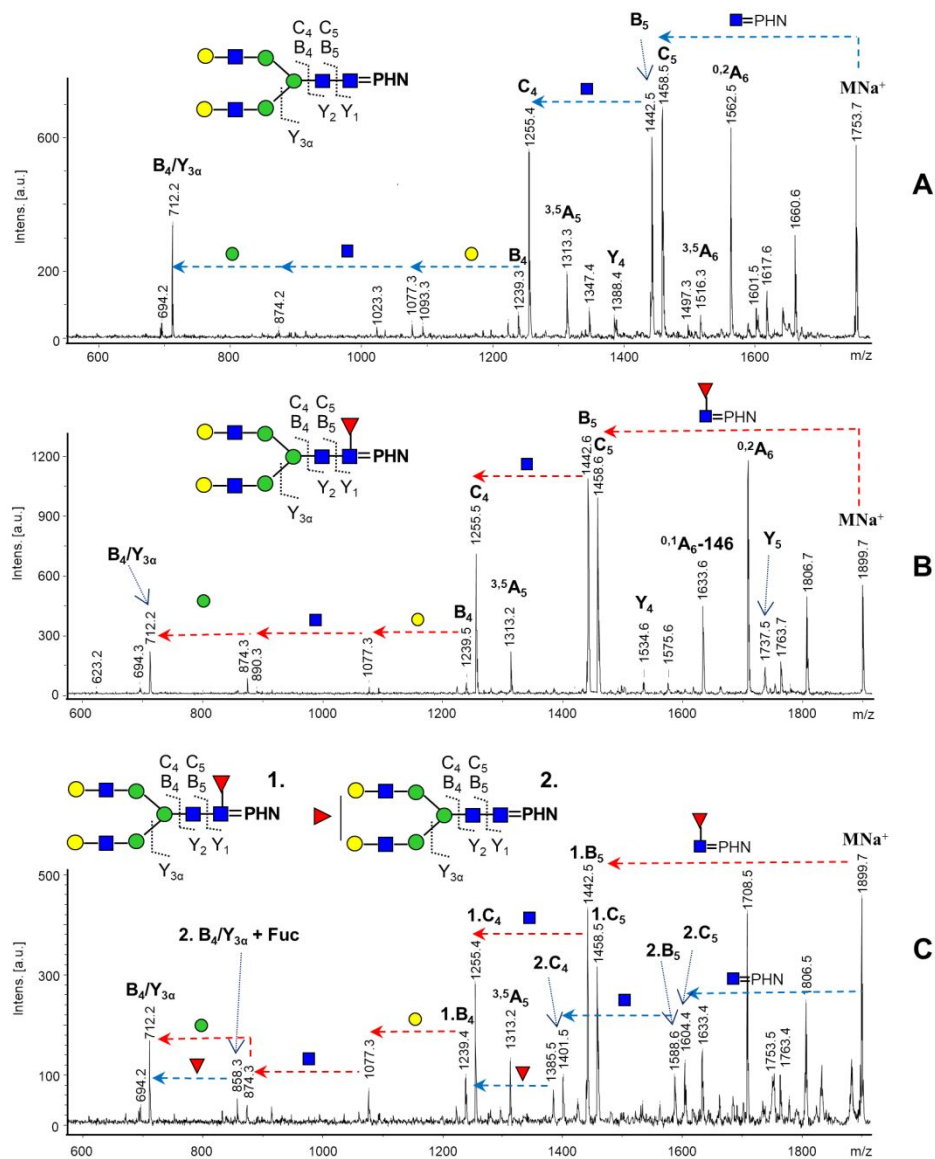 C₄ C₅
B₄ B₅
=PHN
Y₂ Y₁
Y₃α
B₅
=PHN
C₅
1458.5
⁰,²A₆
MNa⁺
C₄
1442.5
1562.5
1753.7
1255.4
A
600
Intens. [a.u.]
B₄/Y₃α
712.2
³,⁵A₅
1313.3
³,⁵A₆
1660.6
400
B₄
1239.3
1347.4
Y₄
1388.4
1497.3
1516.3
1601.5
1617.6
200
694.2
874.2
1023.3
1077.3
1093.3
0
600 800 1000 1200 1400 1600 m/z
C₄ C₅
B₄ B₅
=PHN
Y₂ Y₁
Y₃α
=PHN
B₅
1442.6
C₅
1458.6
⁰,²A₆
MNa⁺
1899.7
C₄
1255.5
⁰,¹A₆-146
1633.6
Y₅
1737.5
1806.7
B
1200
Intens. [a.u.]
900
600
B₄/Y₃α
712.2
³,⁵A₅
1313.2
B₄
1239.5
Y₄
1534.6
1575.6
1763.7
300
623.2
694.3
874.3
890.3
1077.3
0
600 800 1000 1200 1400 1600 1800 m/z
C₄ C₅
B₄ B₅
1.
=PHN
Y₂ Y₁
Y₃α
C₄ C₅
B₄ B₅
2.
=PHN
Y₂ Y₁
Y₃α
=PHN
MNa⁺
1899.7
1.B₅
1442.5
1.C₅
1458.5
1708.5
1.C₄
1255.4
2.C₅
2.B₅
=PHN
2.C₄
1806.5
C
500
Intens. [a.u.]
300
2. B₄/Y₃α + Fuc
B₄/Y₃α
712.2
³,⁵A₅
1313.2
1.B₄
1239.4
1385.5
1401.5
1588.6
1604.4
1633.4
1753.5
1763.4
100
694.2
858.3
874.3
1077.3
0
600 800 1000 1200 1400 1600 1800 m/z